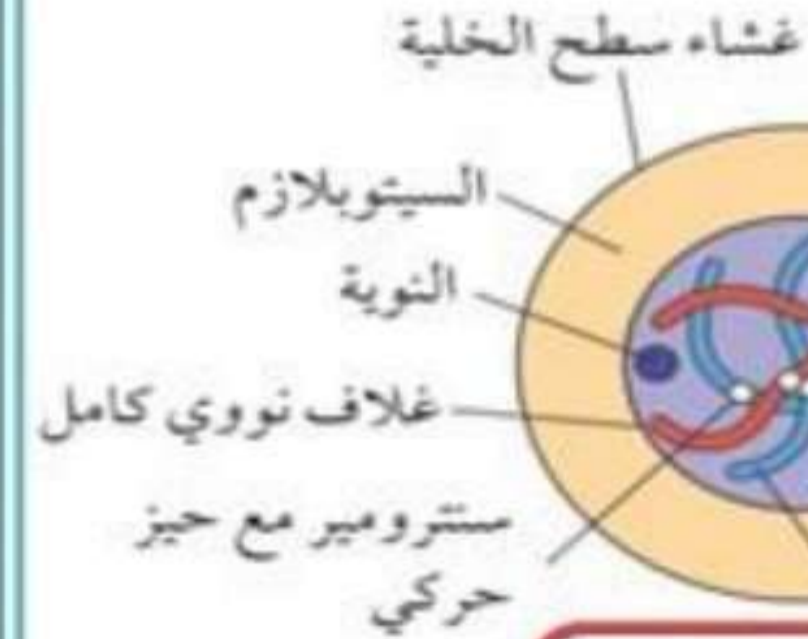 غشاء سطح الخلية
السيتوبلازم
النوية
غلاف نووي كامل
سنترومير مع حيز
حركي